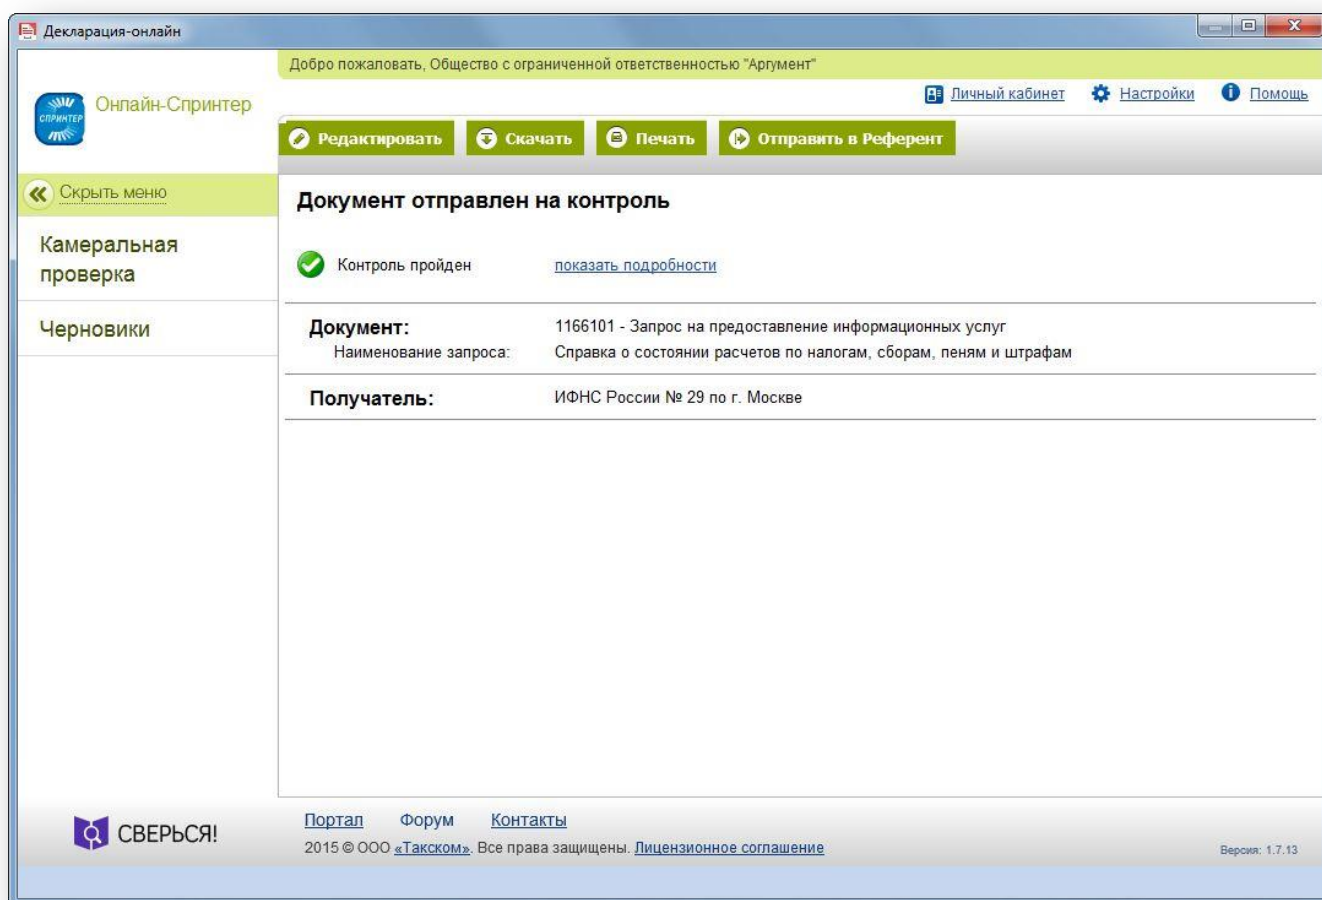 Декларация-онлайн
Добро пожаловать, Общество с ограниченной ответственностью "Аргумент"
Личный кабинет Настройки Помощь
СПРИНТЕР
Онлайн-Спринтер
Редактировать Скачать Печать Отправить в Референт
Скрыть меню
Камеральная
проверка
Черновики
Документ отправлен на контроль
Контроль пройден показать подробности
Документ: 1166101 - Запрос на предоставление информационных услуг
Наименование запроса: Справка о состоянии расчетов по налогам, сборам, пеням и штрафам
Получатель: ИФНС России № 29 по г. Москве
СВЕРЬСЯ!
Портал Форум Контакты
2015 © ООО «Такском». Все права защищены. Лицензионное соглашение
Версия: 1.7.13